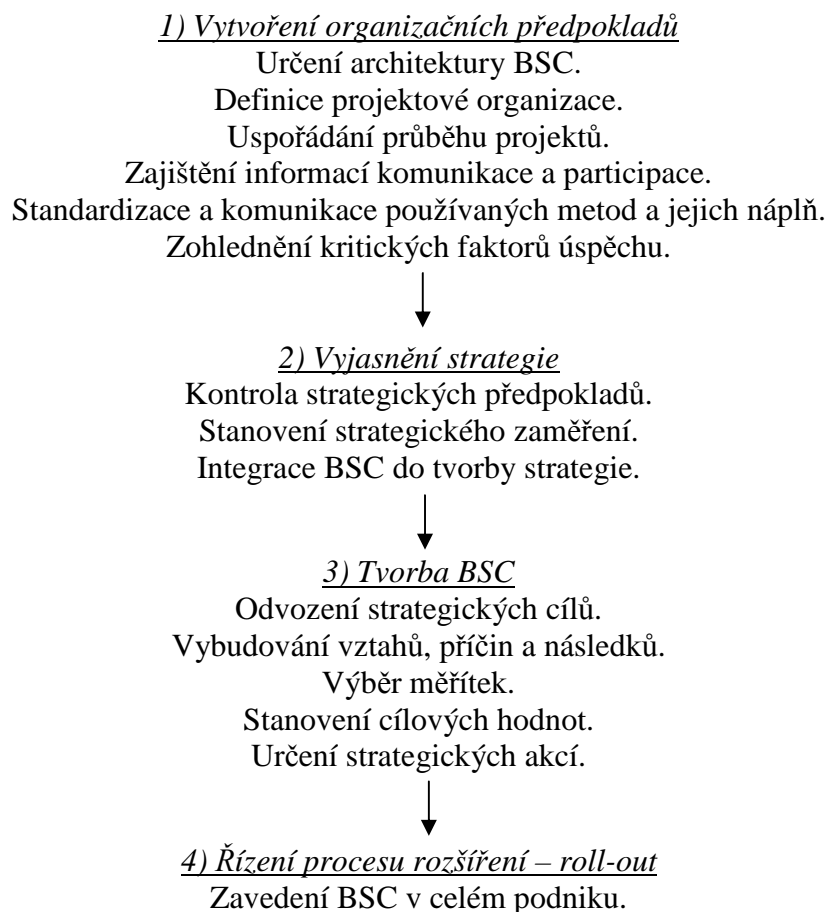 1) Vytvoření organizačních předpokladů
Určení architektury BSC.
Definice projektové organizace.
Uspořádání průběhu projektů.
Zajištění informací komunikace a participace.
Standardizace a komunikace používaných metod a jejich náplň.
Zohlednění kritických faktorů úspěchu.
2) Vyjasnění strategie
Kontrola strategických předpokladů.
Stanovení strategického zaměření.
Integrace BSC do tvorby strategie.
3) Tvorba BSC
Odvození strategických cílů.
Vybudování vztahů, příčin a následků.
Výběr měřítek.
Stanovení cílových hodnot.
Určení strategických akcí.
4) Řízení procesu rozšíření – roll-out
Zavedení BSC v celém podniku.